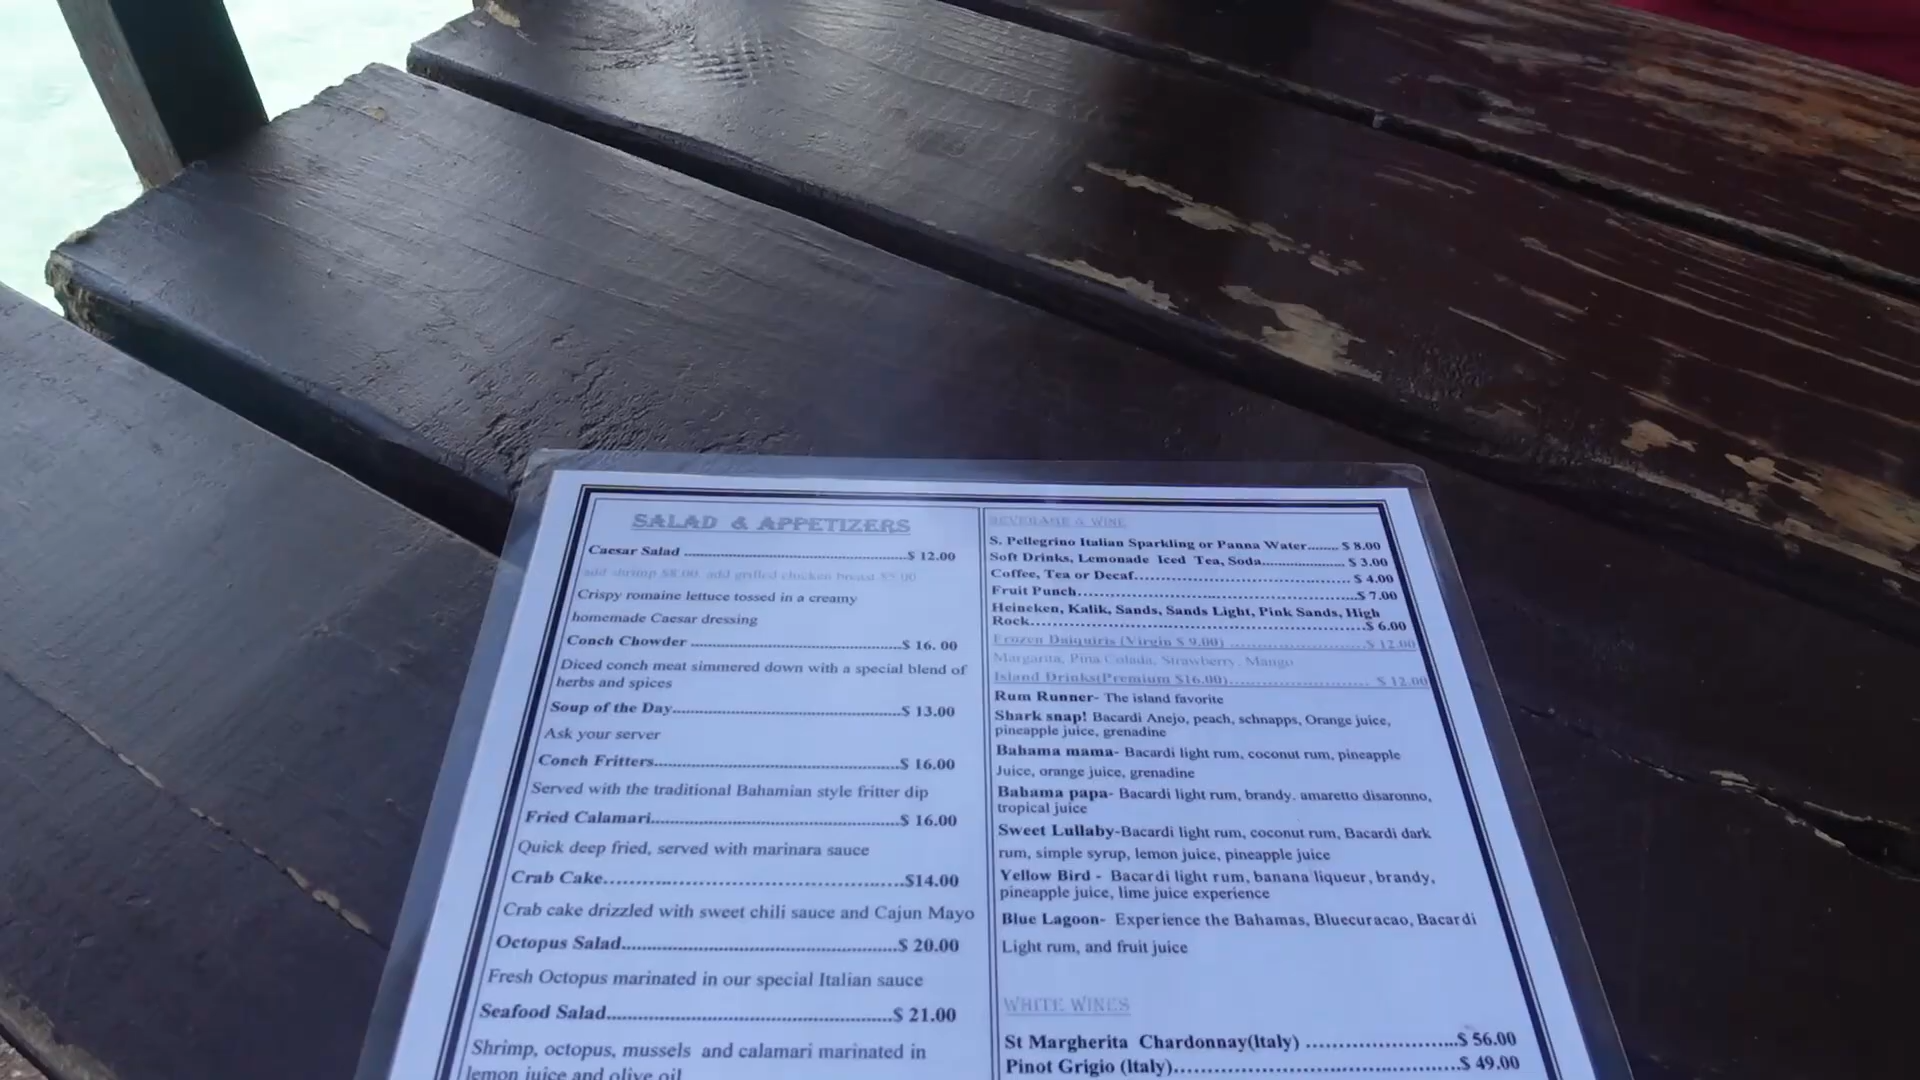 SALAD & APPETIZERS
Caesar Salad ........................................................$ 12.00
add shrimp $8.00 add grilled chicken breast $5.00
Crispy romaine lettuce tossed in a creamy
homemade Caesar dressing
Conch Chowder .....................................................$ 16. 00
Diced conch meat simmered down with a special blend of
herbs and spices
Soup of the Day.........................................................$ 13.00
Ask your server
Conch Fritters............................................................$ 16.00
Served with the traditional Bahamian style fritter dip
Fried Calamari............................................................$ 16.00
Quick deep fried, served with marinara sauce
Crab Cake......................................................$14.00
Crab cake drizzled with sweet chili sauce and Cajun Mayo
Octopus Salad............................................................$ 20.00
Fresh Octopus marinated in our special Italian sauce
Seafood Salad............................................................$ 21.00
Shrimp, octopus, mussels and calamari marinated in
lemon juice and olive oil
BEVERAGE & WINE
S. Pellegrino Italian Sparkling or Panna Water........ $ 8.00
Soft Drinks, Lemonade Iced Tea, Soda..................... $ 3.00
Coffee, Tea or Decaf...................................... $ 4.00
Fruit Punch.................................................$ 7.00
Heineken, Kalik, Sands, Sands Light, Pink Sands, High
Rock...........................................................$ 6.00
Frozen Daiquiris (Virgin $ 9.00) ........................$ 12.00
Margarita, Pina Colada, Strawberry, Mango
Island Drinks(Premium $16.00)......................... $ 12.00
Rum Runner- The island favorite
Shark snap! Bacardi Anejo, peach, schnapps, Orange juice,
pineapple juice, grenadine
Bahama mama- Bacardi light rum, coconut rum, pineapple
Juice, orange juice, grenadine
Bahama papa- Bacardi light rum, brandy. amaretto disaronno,
tropical juice
Sweet Lullaby-Bacardi light rum, coconut rum, Bacardi dark
rum, simple syrup, lemon juice, pineapple juice
Yellow Bird - Bacardi light rum, banana liqueur, brandy,
pineapple juice, lime juice experience
Blue Lagoon- Experience the Bahamas, Bluecuracao, Bacardi
Light rum, and fruit juice
WHITE WINES
St Margherita Chardonnay(Italy) .........................$ 56.00
Pinot Grigio (Italy).............................................$ 49.00